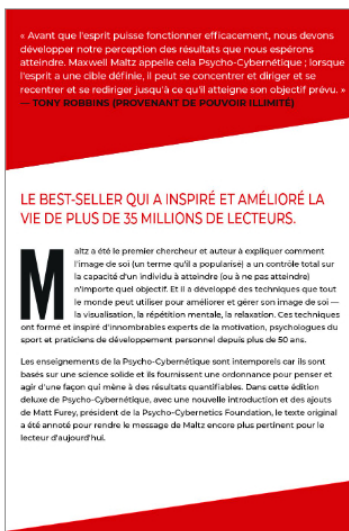 « Avant que l'esprit puisse fonctionner efficacement, nous devons
développer notre perception des résultats que nous espérons
atteindre. Maxwell Maltz appelle cela Psycho-Cybernétique ; lorsque
l'esprit a une cible définie, il peut se concentrer et diriger et se
recentrer et se rediriger jusqu'à ce qu'il atteigne son objectif prévu. »
— TONY ROBBINS (PROVENANT DE POUVOIR ILLIMITÉ)
LE BEST-SELLER QUI A INSPIRÉ ET AMÉLIORÉ LA
VIE DE PLUS DE 35 MILLIONS DE LECTEURS.
Maltz a été le premier chercheur et auteur à expliquer comment
l'image de soi (un terme qu'il a popularisé) a un contrôle total sur
la capacité d'un individu à atteindre (ou à ne pas atteindre)
n'importe quel objectif. Et il a développé des techniques que tout
le monde peut utiliser pour améliorer et gérer son image de soi —
la visualisation, la répétition mentale, la relaxation. Ces techniques
ont formé et inspiré d'innombrables experts de la motivation, psychologues du
sport et praticiens de développement personnel depuis plus de 50 ans.
Les enseignements de la Psycho-Cybernétique sont intemporels car ils sont
basés sur une science solide et ils fournissent une ordonnance pour penser et
agir d'une façon qui mène à des résultats quantifiables. Dans cette édition
deluxe de Psycho-Cybernétique, avec une nouvelle introduction et des ajouts
de Matt Furey, président de la Psycho-Cybernetics Foundation, le texte original
a été annoté pour rendre le message de Maltz encore plus pertinent pour le
lecteur d'aujourd'hui.